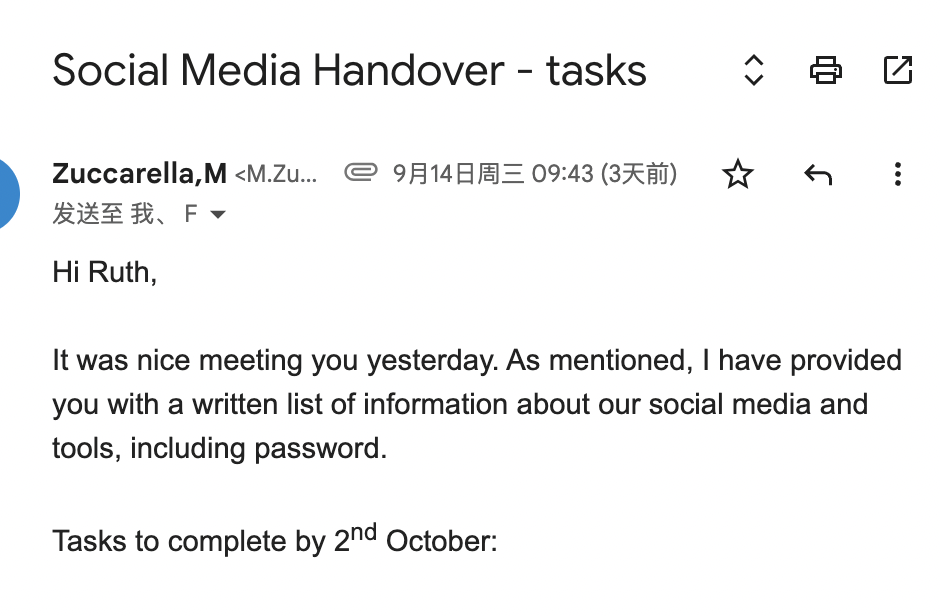 Social Media Handover - tasks
Zuccarella,M <M.Zu... 9月14日周三 09:43 (3天前)
发送至 我、 F
Hi Ruth,
It was nice meeting you yesterday. As mentioned, I have provided
you with a written list of information about our social media and
tools, including password.
Tasks to complete by 2nd October: